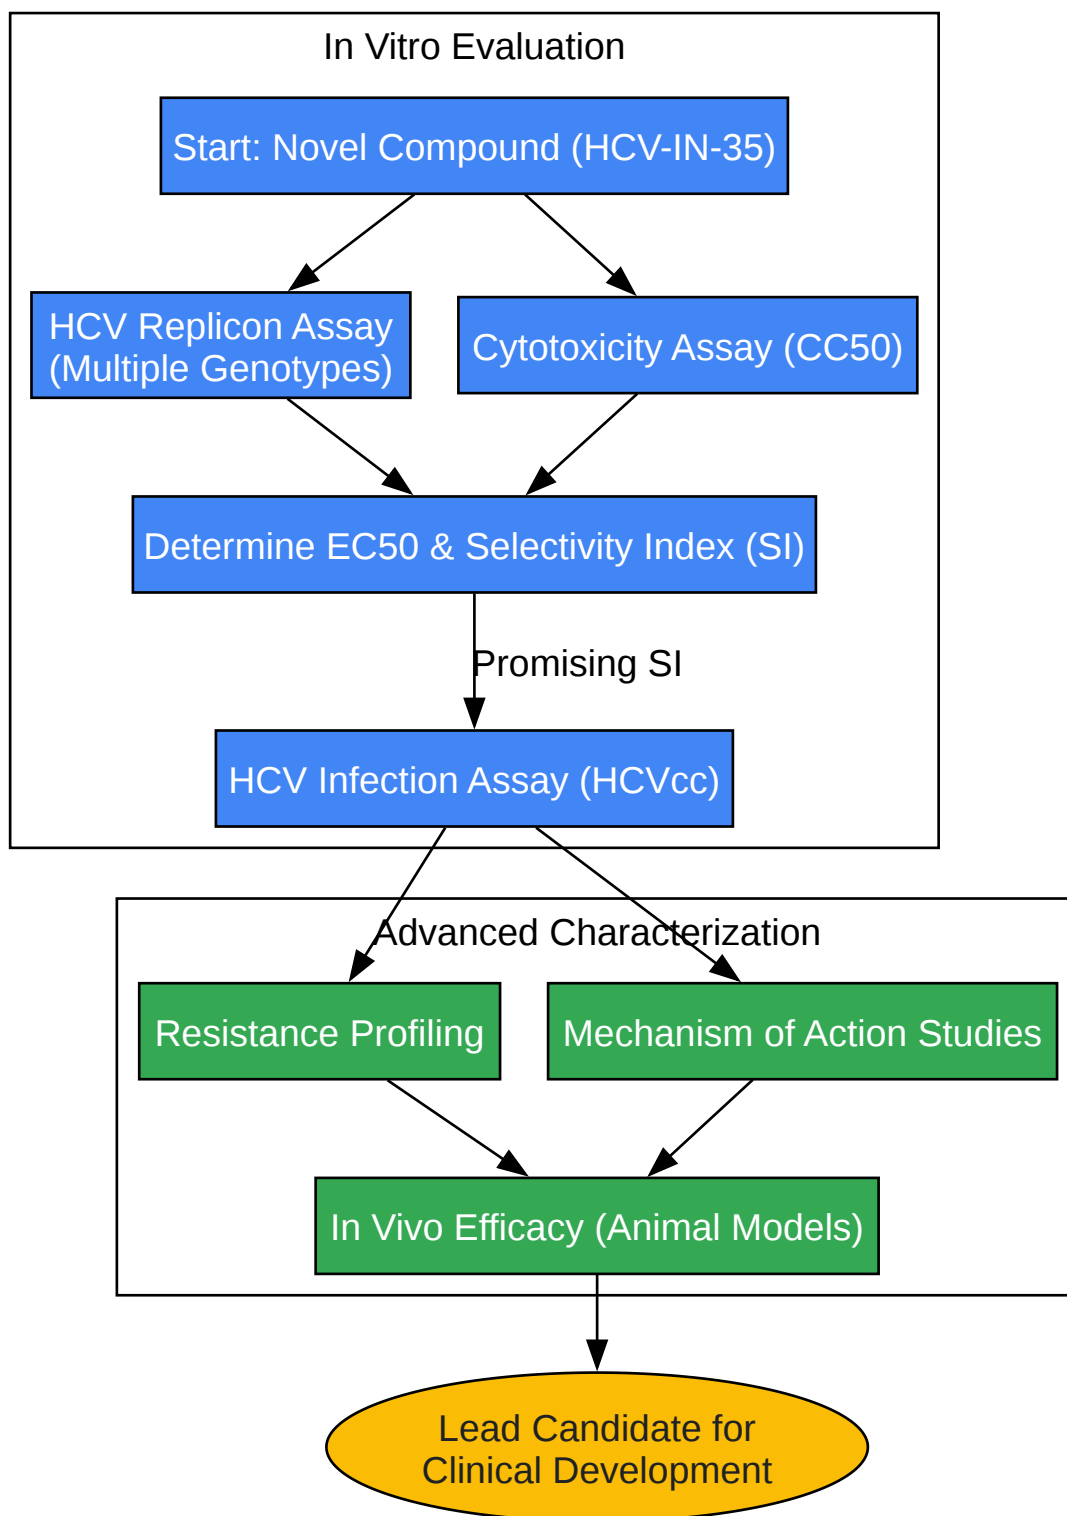 In Vitro Evaluation
Start: Novel Compound (HCV-IN-35)
HCV Replicon Assay
(Multiple Genotypes)
Cytotoxicity Assay (CC50)
Determine EC50 & Selectivity Index (SI)
Promising SI
HCV Infection Assay (HCVcc)
Advanced Characterization
Resistance Profiling
Mechanism of Action Studies
In Vivo Efficacy (Animal Models)
Lead Candidate for
Clinical Development